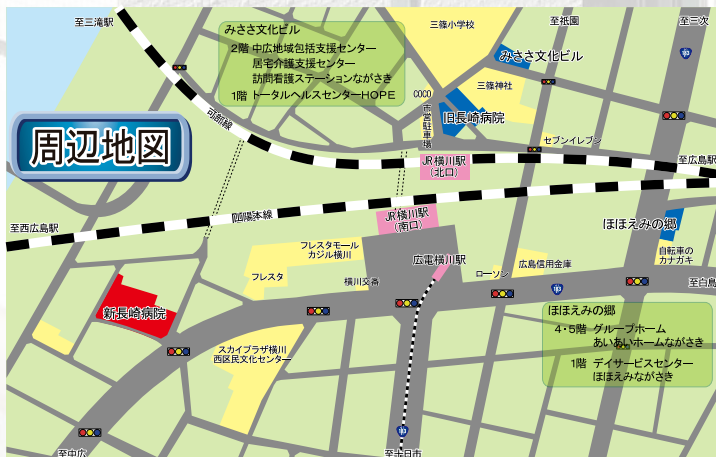 至三滝駅
みささ文化ビル
2階 中広地域包括支援センター
居宅介護支援センター
訪問看護ステーションながさき
1階 トータルヘルスセンターHOPE
三篠小学校
至祇園
至三次
みささ文化ビル
三篠神社
COCO
市営駐車場
旧長崎病院
セブンイレブン
可部線
周辺地図
JR横川駅
(北口)
至広島駅
至西広島駅
山陽本線
JR横川駅
(南口)
ほほえみの郷
自転車の
カナガキ
フレスタモール
カジル横川
フレスタ
横川交番
広電横川駅
ローソン
広島信用金庫
至白島
新長崎病院
ほほえみの郷
4・5階 グループホーム
あいあいホームながさき
1階 デイサービスセンター
ほほえみながさき
スカイプラザ横川
西区民文化センター
至中広
至十日市